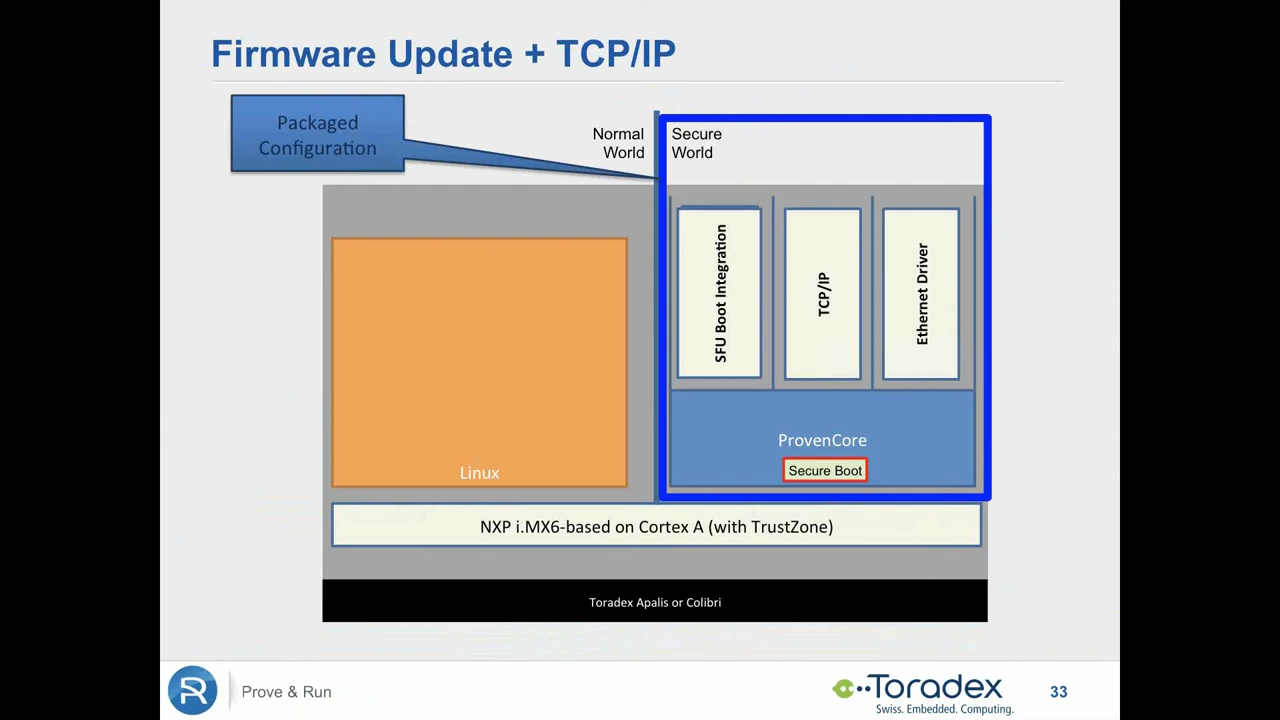 Firmware Update + TCP/IP
Packaged
Configuration
Normal
World
Secure
World
SFU Boot Integration
TCP/IP
Ethernet Driver
ProvenCore
Secure Boot
Linux
NXP i.MX6-based on Cortex A (with TrustZone)
Toradex Apalis or Colibri
Prove & Run
Toradex
Swiss. Embedded. Computing.
33